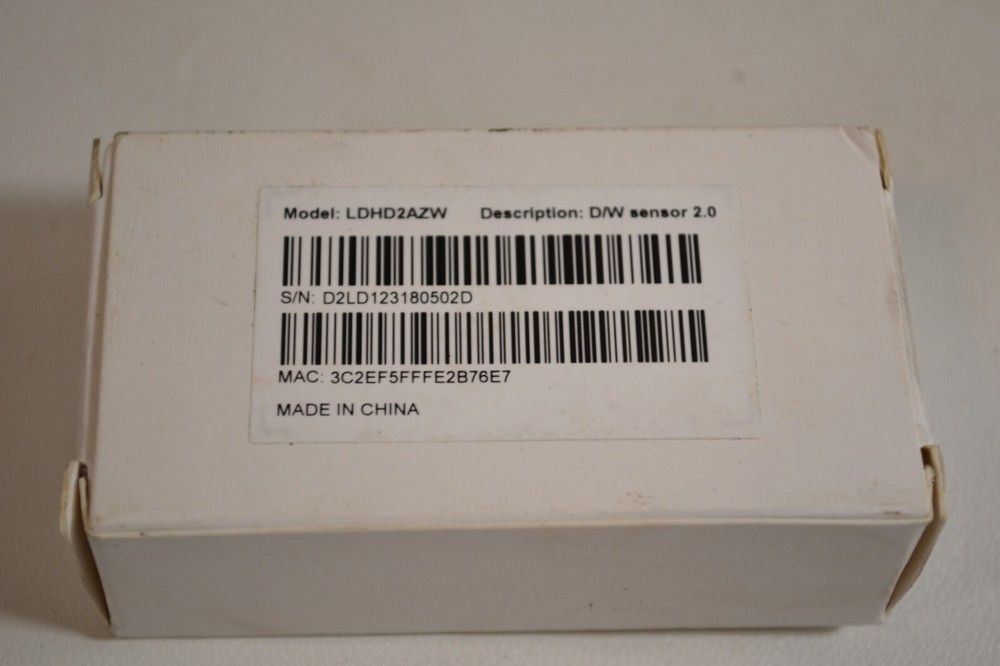 Model: LDHD2AZW Description: D/W sensor 2.0
S/N: D2LD123180502D
MAC: 3C2EF5FFFE2B76E7
MADE IN CHINA